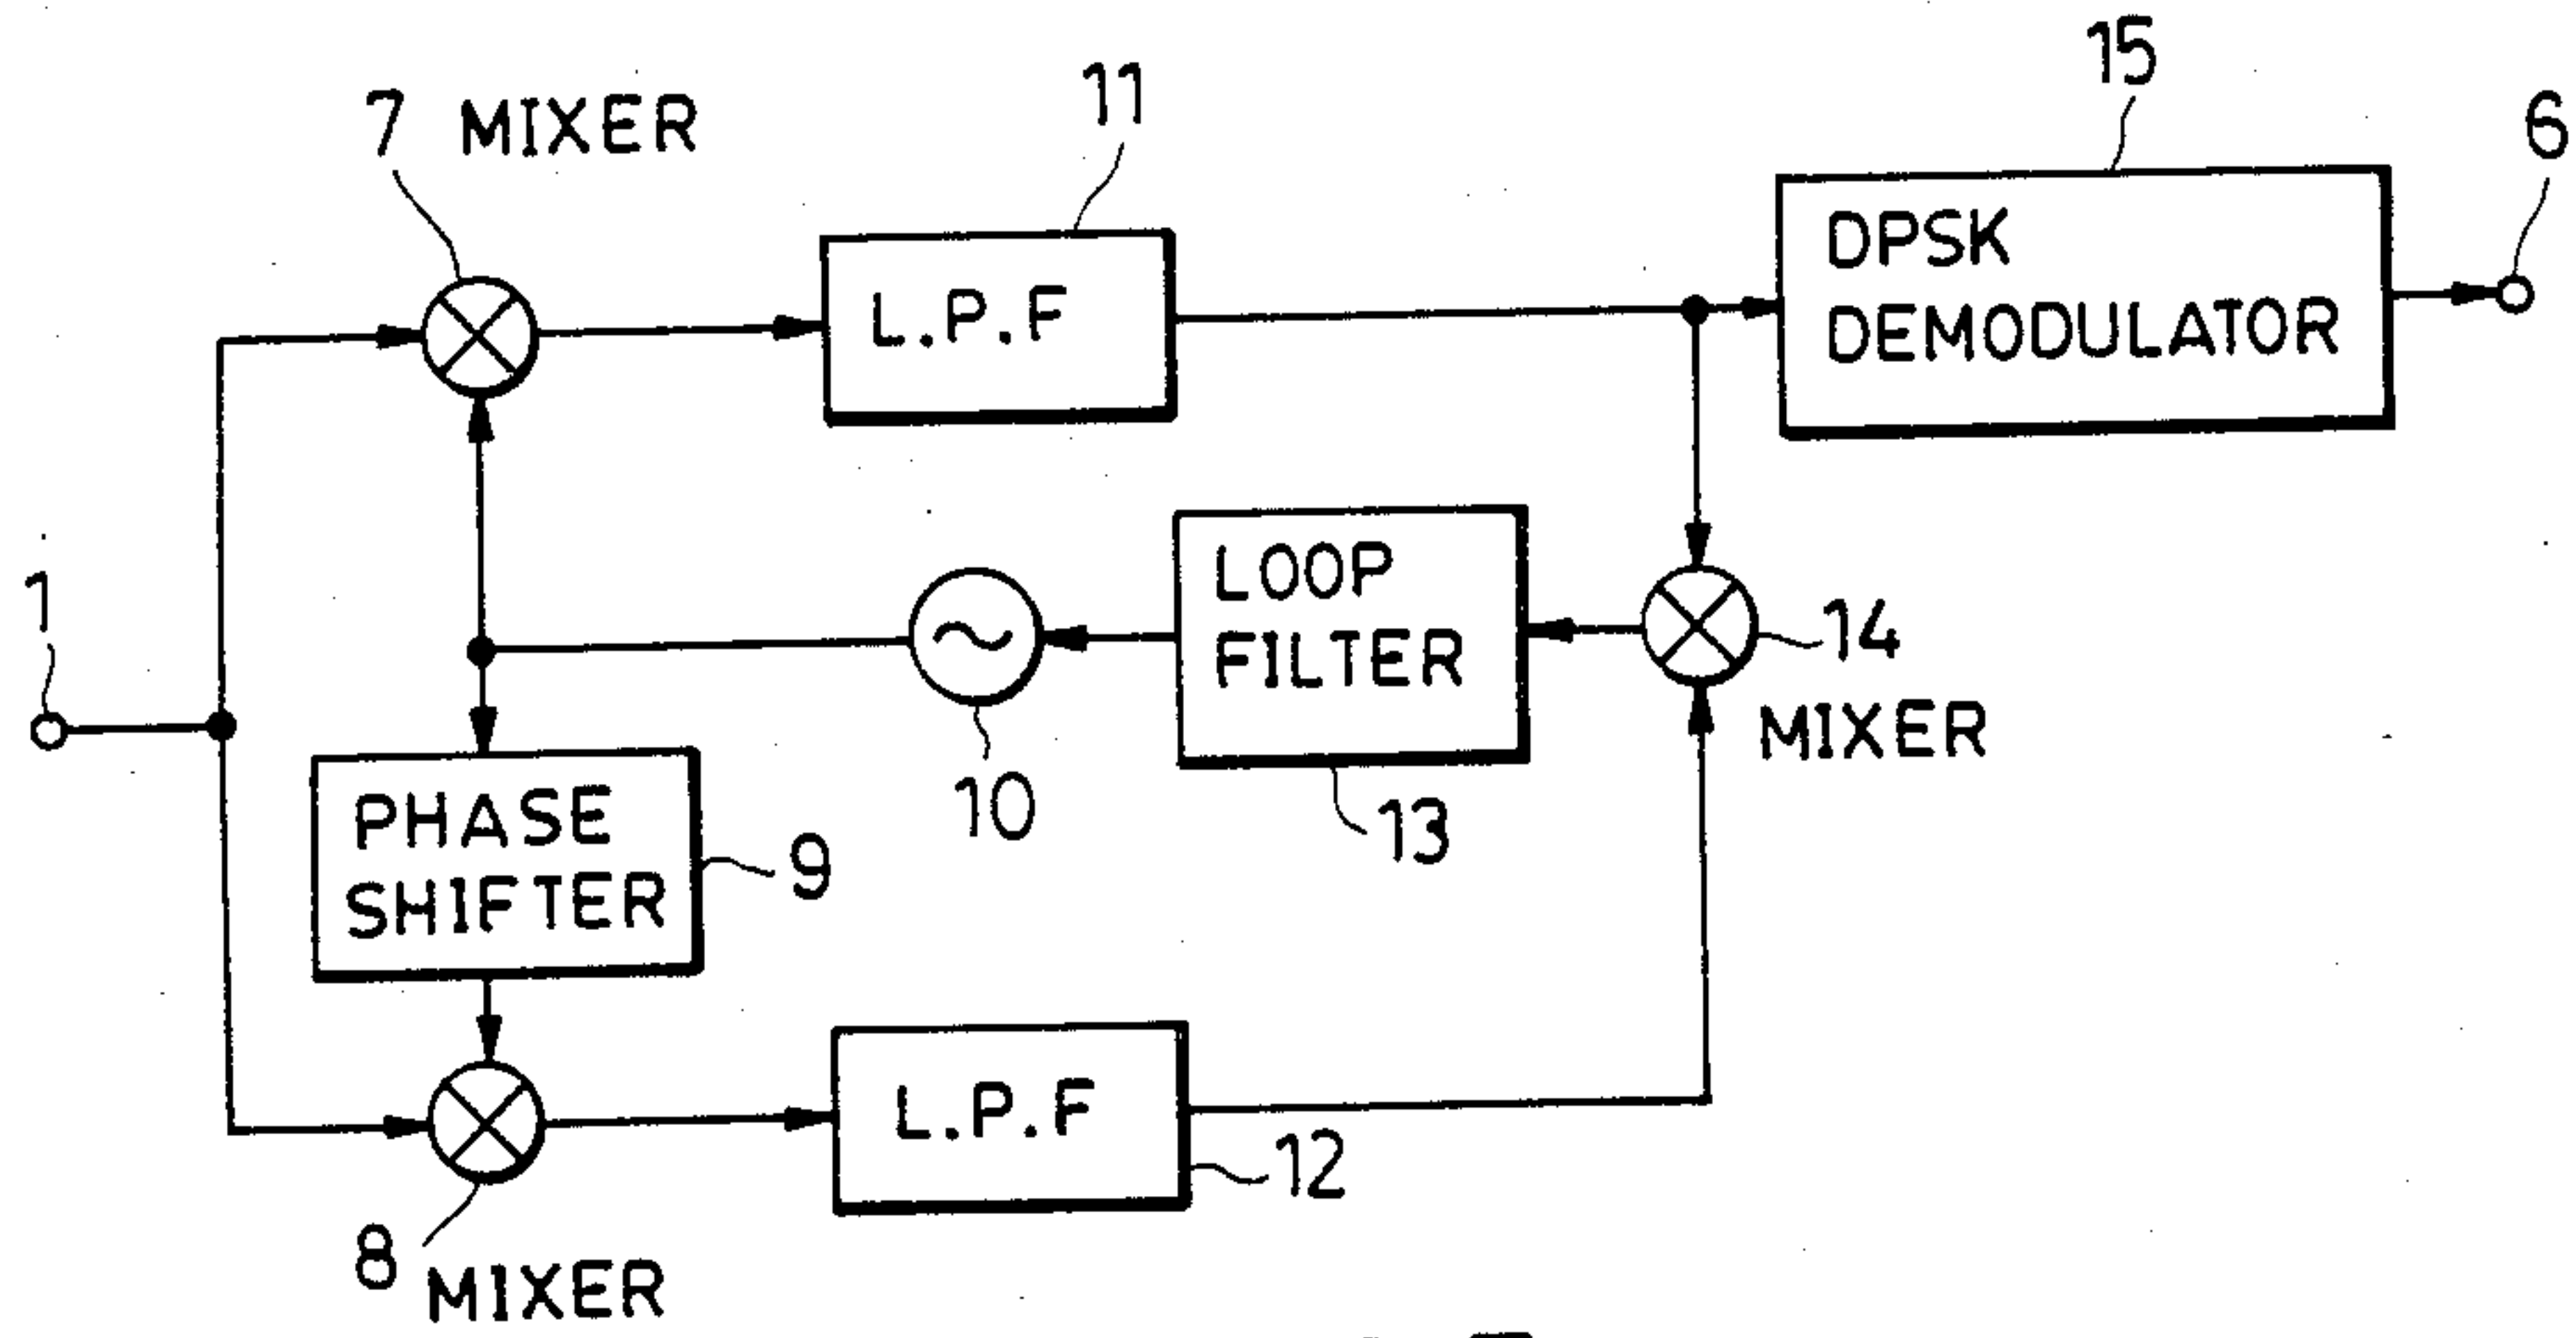 15
11
6
7 MIXER
DPSK
DEMODULATOR
L.P.F
LOOP
FILTER
1
14
MIXER
10
13
PHASE
SHIFTER
9
L.P.F
12
8 MIXER